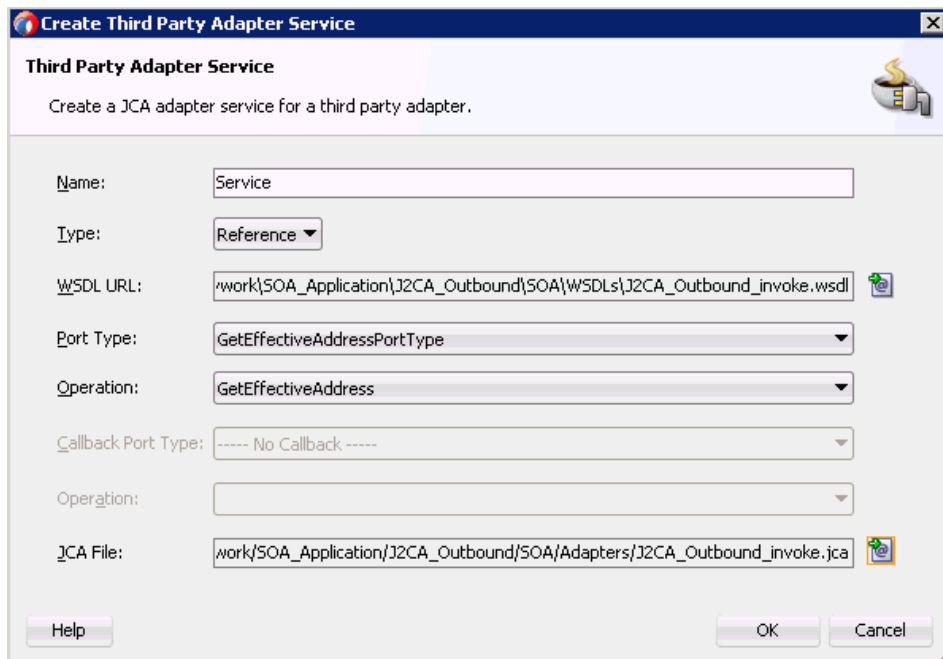 Create Third Party Adapter Service
Third Party Adapter Service
Create a JCA adapter service for a third party adapter.
Name: Service
Type: Reference
WSDL URL: work\SOA_Application\J2CA_Outbound\SOA\WSDLs\J2CA_Outbound_invoke.wsdl
Port Type: GetEffectiveAddressPortType
Operation: GetEffectiveAddress
Callback Port Type: ----- No Callback -----
Operation:
JCA File: work/SOA_Application/J2CA_Outbound/SOA/Adapters/J2CA_Outbound_invoke.jca
Help OK Cancel